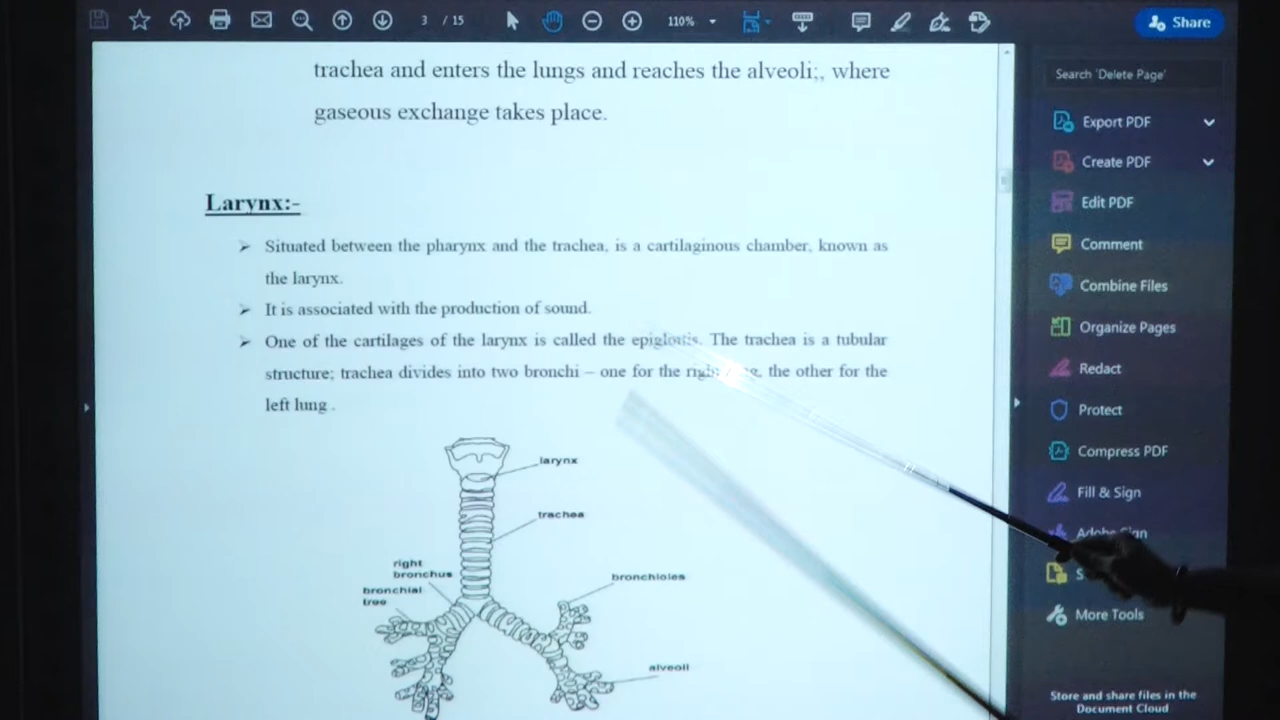 3 / 15
110%
Share
trachea and enters the lungs and reaches the alveoli;, where
gaseous exchange takes place.
Larynx:-
Situated between the pharynx and the trachea, is a cartilaginous chamber, known as
the larynx.
It is associated with the production of sound.
One of the cartilages of the larynx is called the epiglottis. The trachea is a tubular
structure; trachea divides into two bronchi – one for the right lung, the other for the
left lung .
larynx
trachea
right
bronchus
bronchial
tree
bronchioles
alveoli
Search 'Delete Page'
Export PDF
Create PDF
Edit PDF
Comment
Combine Files
Organize Pages
Redact
Protect
Compress PDF
Fill & Sign
Adobe Sign
More Tools
Store and share files in the
Document Cloud